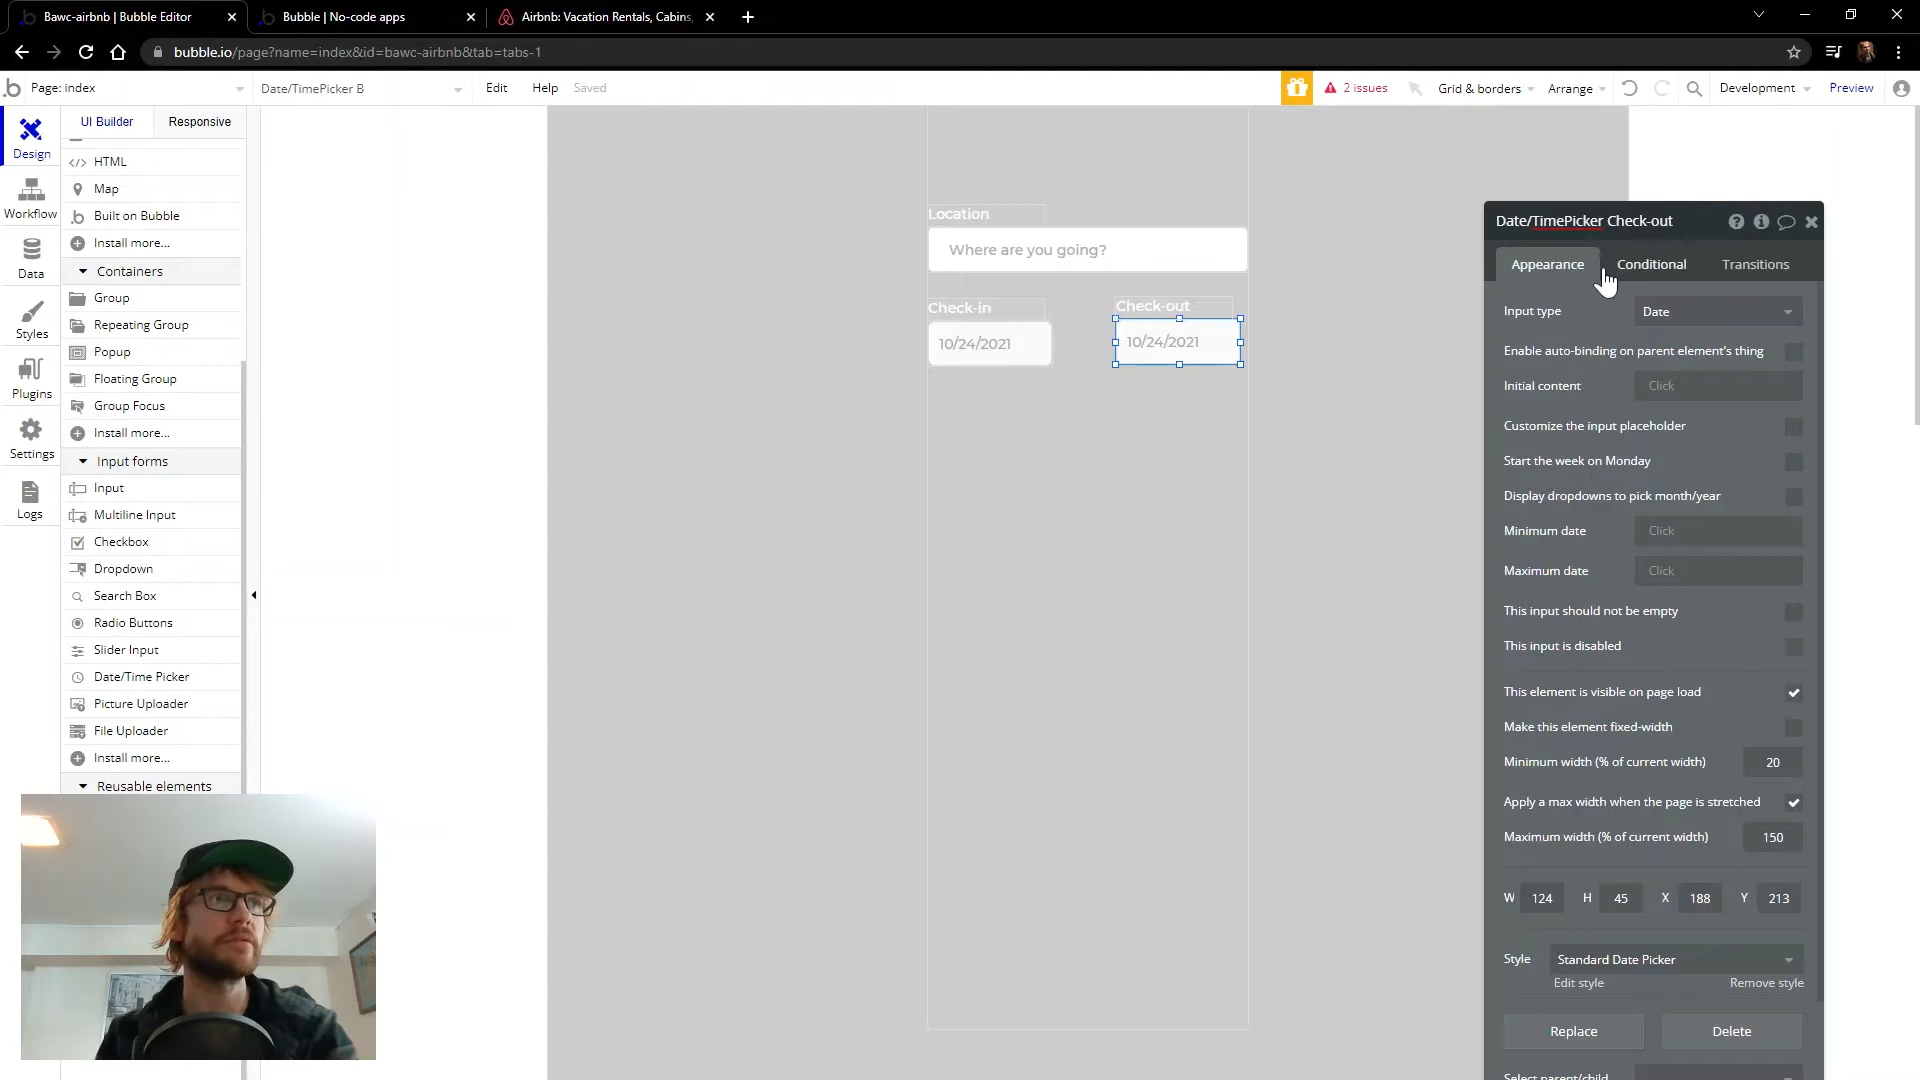 Bawc-airbnb | Bubble Editor
Bubble | No-code apps
Airbnb: Vacation Rentals, Cabins,
bubble.io/page?name=index&id=bawc-airbnb&tab=tabs-1
Page: index
Date/TimePicker B
Edit
Help
Saved
2 issues
Grid & borders
Arrange
Development
Preview
Design
Workflow
Data
Styles
Plugins
Settings
Logs
UI Builder
Responsive
HTML
Map
Built on Bubble
Install more...
Containers
Group
Repeating Group
Popup
Floating Group
Group Focus
Install more...
Input forms
Input
Multiline Input
Checkbox
Dropdown
Search Box
Radio Buttons
Slider Input
Date/Time Picker
Picture Uploader
File Uploader
Install more...
Reusable elements
Location
Where are you going?
Check-in
Check-out
10/24/2021
10/24/2021
Date/TimePicker Check-out
Appearance
Conditional
Transitions
Input type
Date
Enable auto-binding on parent element's thing
Initial content
Click
Customize the input placeholder
Start the week on Monday
Display dropdowns to pick month/year
Minimum date
Click
Maximum date
Click
This input should not be empty
This input is disabled
This element is visible on page load
Make this element fixed-width
Minimum width (% of current width)
20
Apply a max width when the page is stretched
Maximum width (% of current width)
150
W 124 H 45 X 188 Y 213
Style
Standard Date Picker
Edit style
Remove style
Replace
Delete
Select parent/child